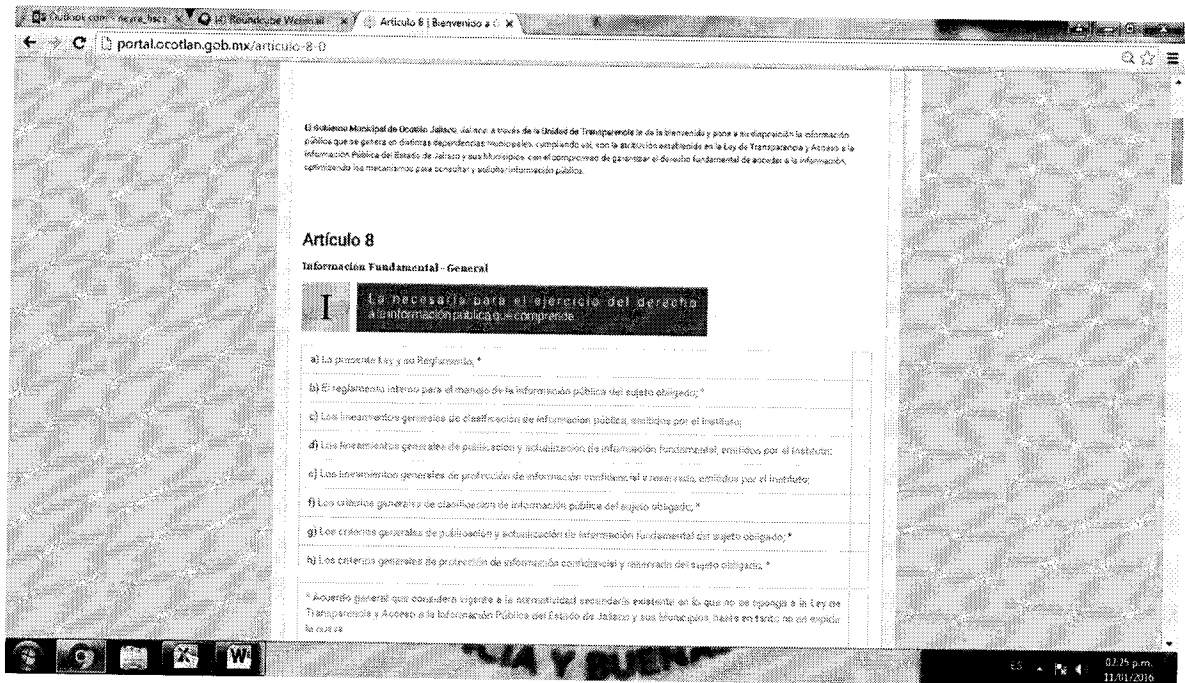 Outlook.com -
Roundcube Webmail
Artículo 8 | Bienvenido a
portal.ocotlan.gob.mx/articulo-8-0
El Gobierno Municipal de Ocotlán Jalisco, a través de la Unidad de Transparencia le da la bienvenida y pone a su disposición la información
pública que se genera en distintas dependencias municipales, cumpliendo así, con la atribución establecida en la Ley de Transparencia y Acceso a la
Información Pública del Estado de Jalisco y sus Municipios, con el compromiso de garantizar el derecho fundamental de acceder a la información,
optimizando los mecanismos para consultar y solicitar información pública.
Artículo 8
Información Fundamental - General
I
La necesaria para el ejercicio del derecho
a la información pública que comprende
a) La presente Ley y su Reglamento; *
b) El reglamento interno para el manejo de la información pública del sujeto obligado; *
c) Los lineamientos generales de clasificación de información pública, emitidos por el Instituto;
d) Los lineamientos generales de publicación y actualización de información fundamental, emitidos por el Instituto;
e) Los lineamientos generales de protección de información confidencial y reservada, emitidos por el Instituto;
f) Los criterios generales de clasificación de información pública del sujeto obligado; *
g) Los criterios generales de publicación y actualización de información fundamental del sujeto obligado; *
h) Los criterios generales de protección de información confidencial y reservada del sujeto obligado; *
* Acuerdo general que considera vigente a la normatividad secundaria existente en lo que no se oponga a la Ley de
Transparencia y Acceso a la Información Pública del Estado de Jalisco y sus Municipios, hasta en tanto no se expide
la nueva
CIA Y BUENA
ES
02:25 p.m.
11/01/2016